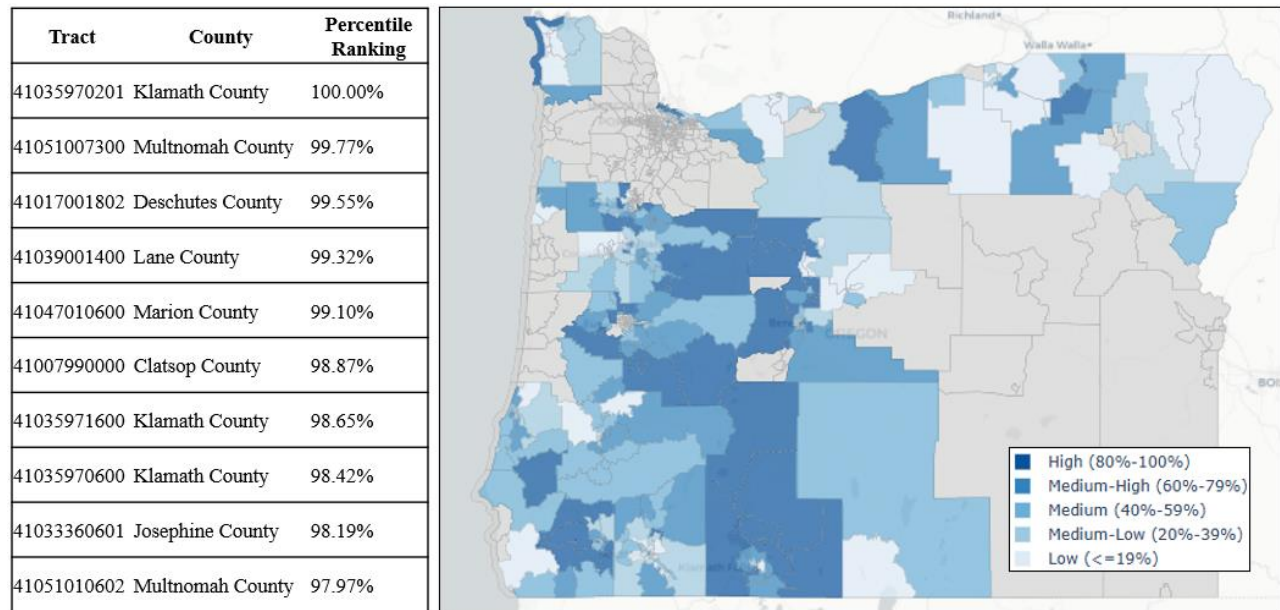 Tract County Percentile Ranking
41035970201 Klamath County 100.00%
41051007300 Multnomah County 99.77%
41017001802 Deschutes County 99.55%
41039001400 Lane County 99.32%
41047010600 Marion County 99.10%
41007990000 Clatsop County 98.87%
41035971600 Klamath County 98.65%
41035970600 Klamath County 98.42%
41033360601 Josephine County 98.19%
41051010602 Multnomah County 97.97%
Richland
Walla Walla
OREGON
Klamath
BOI
High (80%-100%)
Medium-High (60%-79%)
Medium (40%-59%)
Medium-Low (20%-39%)
Low (<=19%)